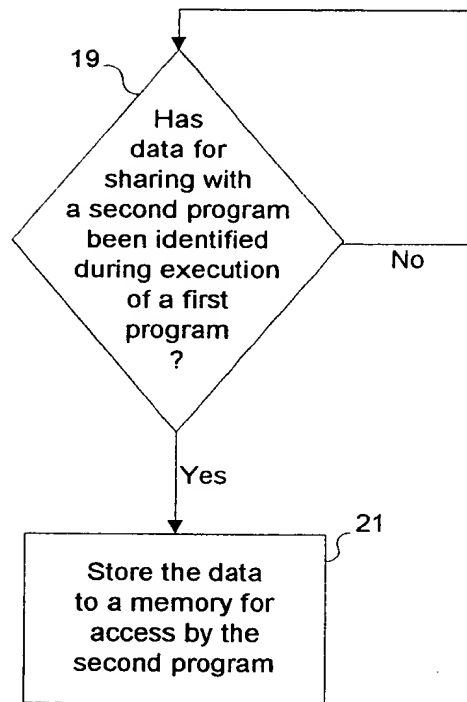 19
Has
data for
sharing with
a second program
been identified
during execution
of a first
program
?
No
Yes
21
Store the data
to a memory for
access by the
second program